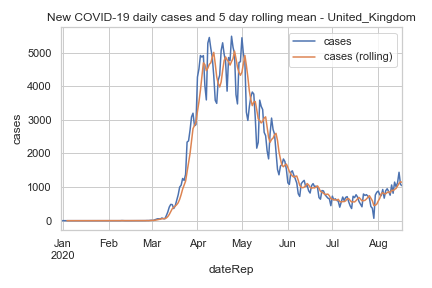 New COVID-19 daily cases and 5 day rolling mean - United_Kingdom
cases
cases (rolling)
5000
4000
3000
2000
1000
0
cases
Jan Feb Mar Apr May Jun Jul Aug
2020
dateRep